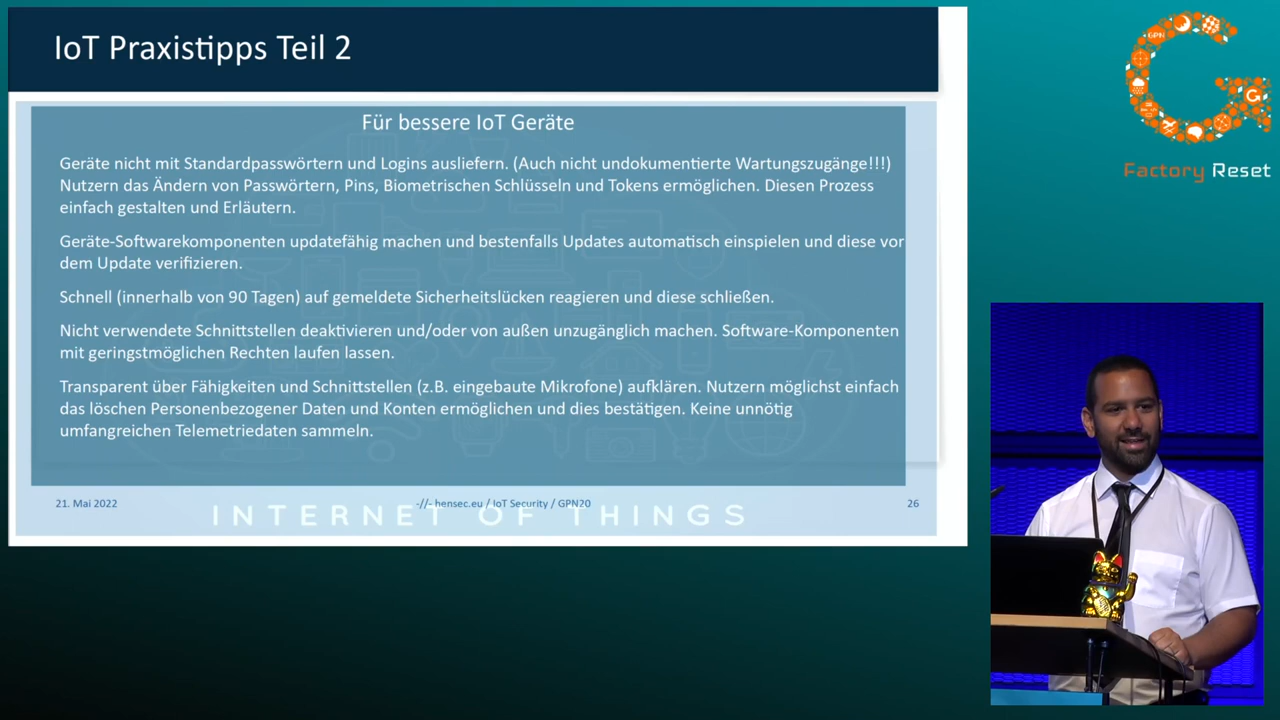 IoT Praxistipps Teil 2
Für bessere IoT Geräte
Geräte nicht mit Standardpasswörtern und Logins ausliefern. (Auch nicht undokumentierte Wartungszugänge!!!)
Nutzern das Ändern von Passwörtern, Pins, Biometrischen Schlüsseln und Tokens ermöglichen. Diesen Prozess
einfach gestalten und Erläutern.
Geräte-Softwarekomponenten updatefähig machen und bestenfalls Updates automatisch einspielen und diese vor
dem Update verifizieren.
Schnell (innerhalb von 90 Tagen) auf gemeldete Sicherheitslücken reagieren und diese schließen.
Nicht verwendete Schnittstellen deaktivieren und/oder von außen unzugänglich machen. Software-Komponenten
mit geringstmöglichen Rechten laufen lassen.
Transparent über Fähigkeiten und Schnittstellen (z.B. eingebaute Mikrofone) aufklären. Nutzern möglichst einfach
das löschen Personenbezogener Daten und Konten ermöglichen und dies bestätigen. Keine unnötig
umfangreichen Telemetriedaten sammeln.
21. Mai 2022
-//- hensec.eu / IoT Security / GPN20
26
INTERNET OF THINGS
GPN
G
Factory Reset